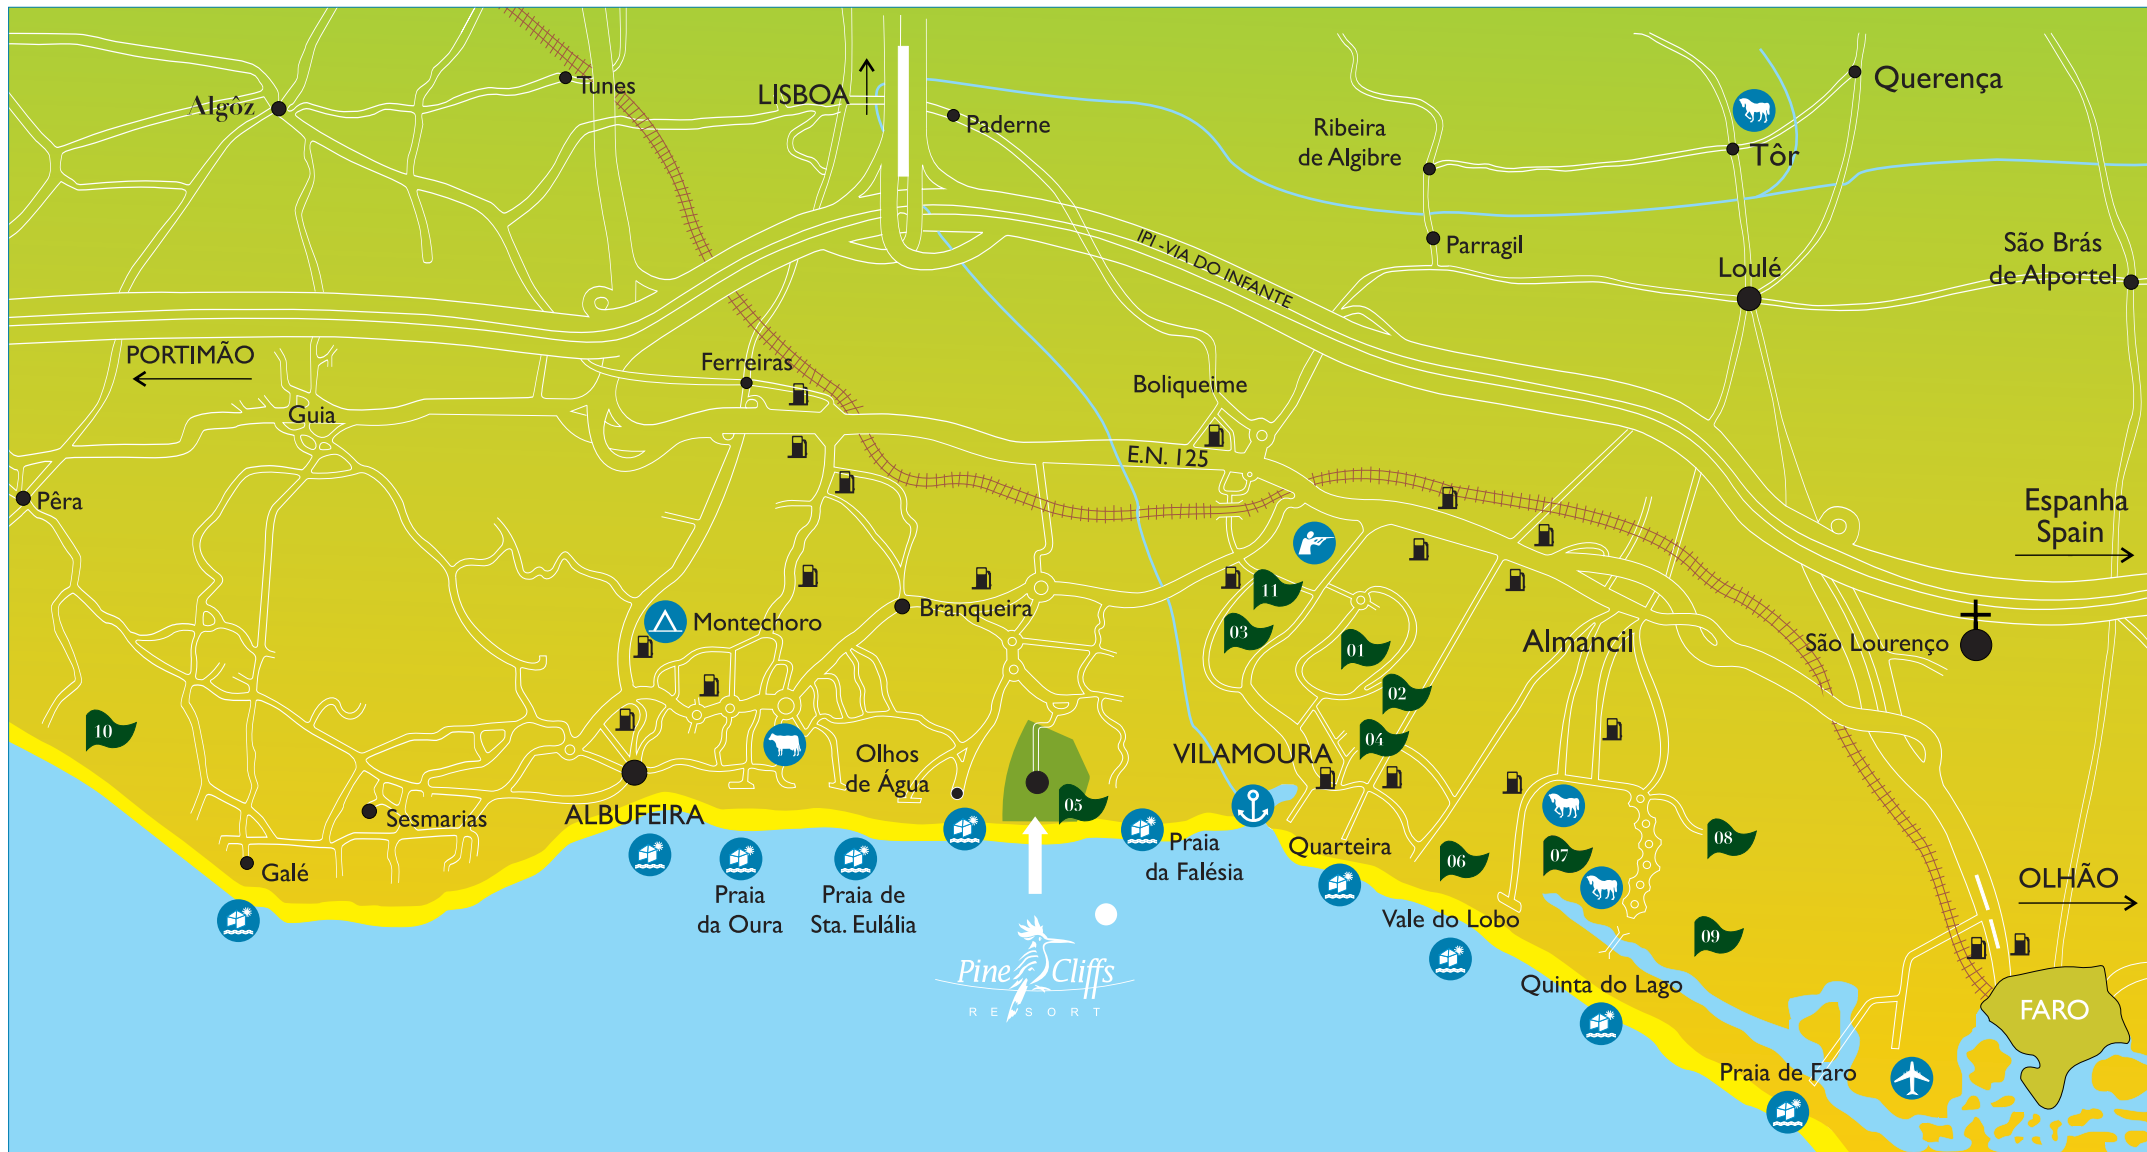 Algôz
Tunes
LISBOA
Paderne
Ribeira
de Algibre
Querença
Tôr
Parragil
IPI -VIA DO INFANTE
Loulé
São Brás
de Alportel
PORTIMÃO
Ferreiras
Boliqueime
Guia
E.N. 125
Pêra
Espanha
Spain
Montechoro
Branqueira
11
03
01
02
04
Almancil
São Lourenço
10
Olhos
de Água
VILAMOURA
05
Sesmarias
ALBUFEIRA
Galé
Praia
da Oura
Praia de
Sta. Eulália
Praia
da Falésia
Quarteira
06
07
08
09
Vale do Lobo
OLHÃO
Pine Cliffs
RESORT
Quinta do Lago
FARO
Praia de Faro